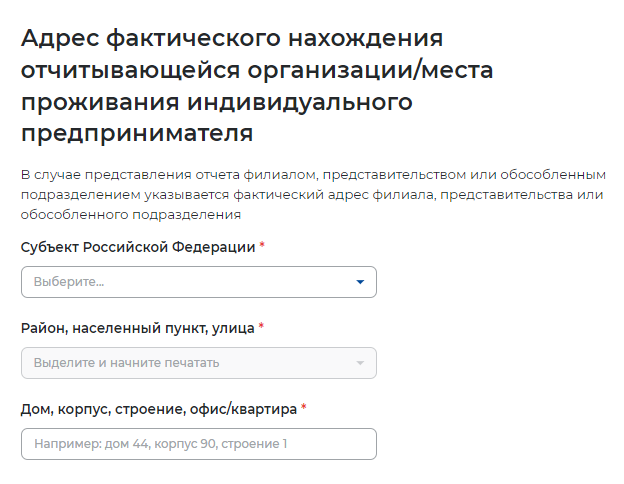 Адрес фактического нахождения
отчитывающейся организации/места
проживания индивидуального
предпринимателя
В случае представления отчета филиалом, представительством или обособленным
подразделением указывается фактический адрес филиала, представительства или
обособленного подразделения
Субъект Российской Федерации *
Выберите...
Район, населенный пункт, улица *
Выделите и начните печатать
Дом, корпус, строение, офис/квартира *
Например: дом 44, корпус 90, строение 1